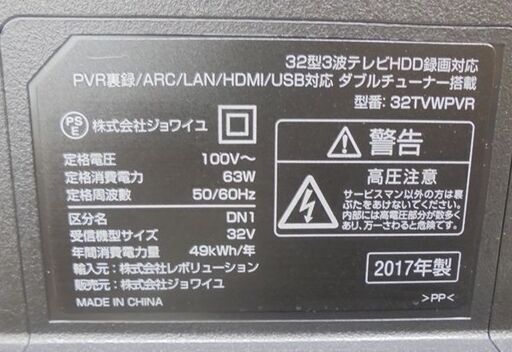 32型3波テレビHDD録画対応
PVR裏録/ARC/LAN/HDMI/USB対応 ダブルチューナー搭載
型番: 32TVWPVR
PSE 株式会社ジョワイユ
定格電圧 100V～
定格消費電力 63W
定格周波数 50/60Hz
区分名 DN1
受信機型サイズ 32V
年間消費電力量 49kWh/年
輸入元: 株式会社レボリューション
販売元: 株式会社ジョワイユ
MADE IN CHINA
警告
高圧注意
サービスマン以外の方は裏
ぶたをあけないでください。
内部には高電圧部分が数多く
あり、万一さわると危険です。
2017年製
>PP<